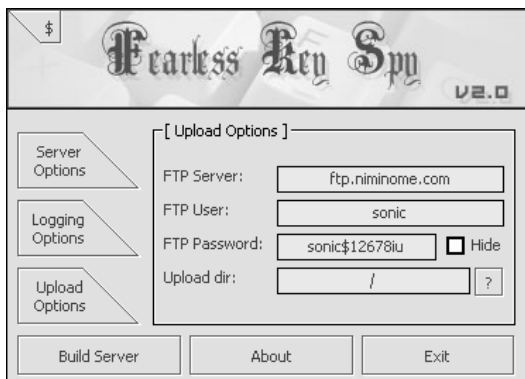 $
Fearless Key Spy
v2.0
[ Upload Options ]
Server Options
Logging Options
Upload Options
FTP Server: ftp.niminome.com
FTP User: sonic
FTP Password: sonic$12678iu Hide
Upload dir: / ?
Build Server About Exit